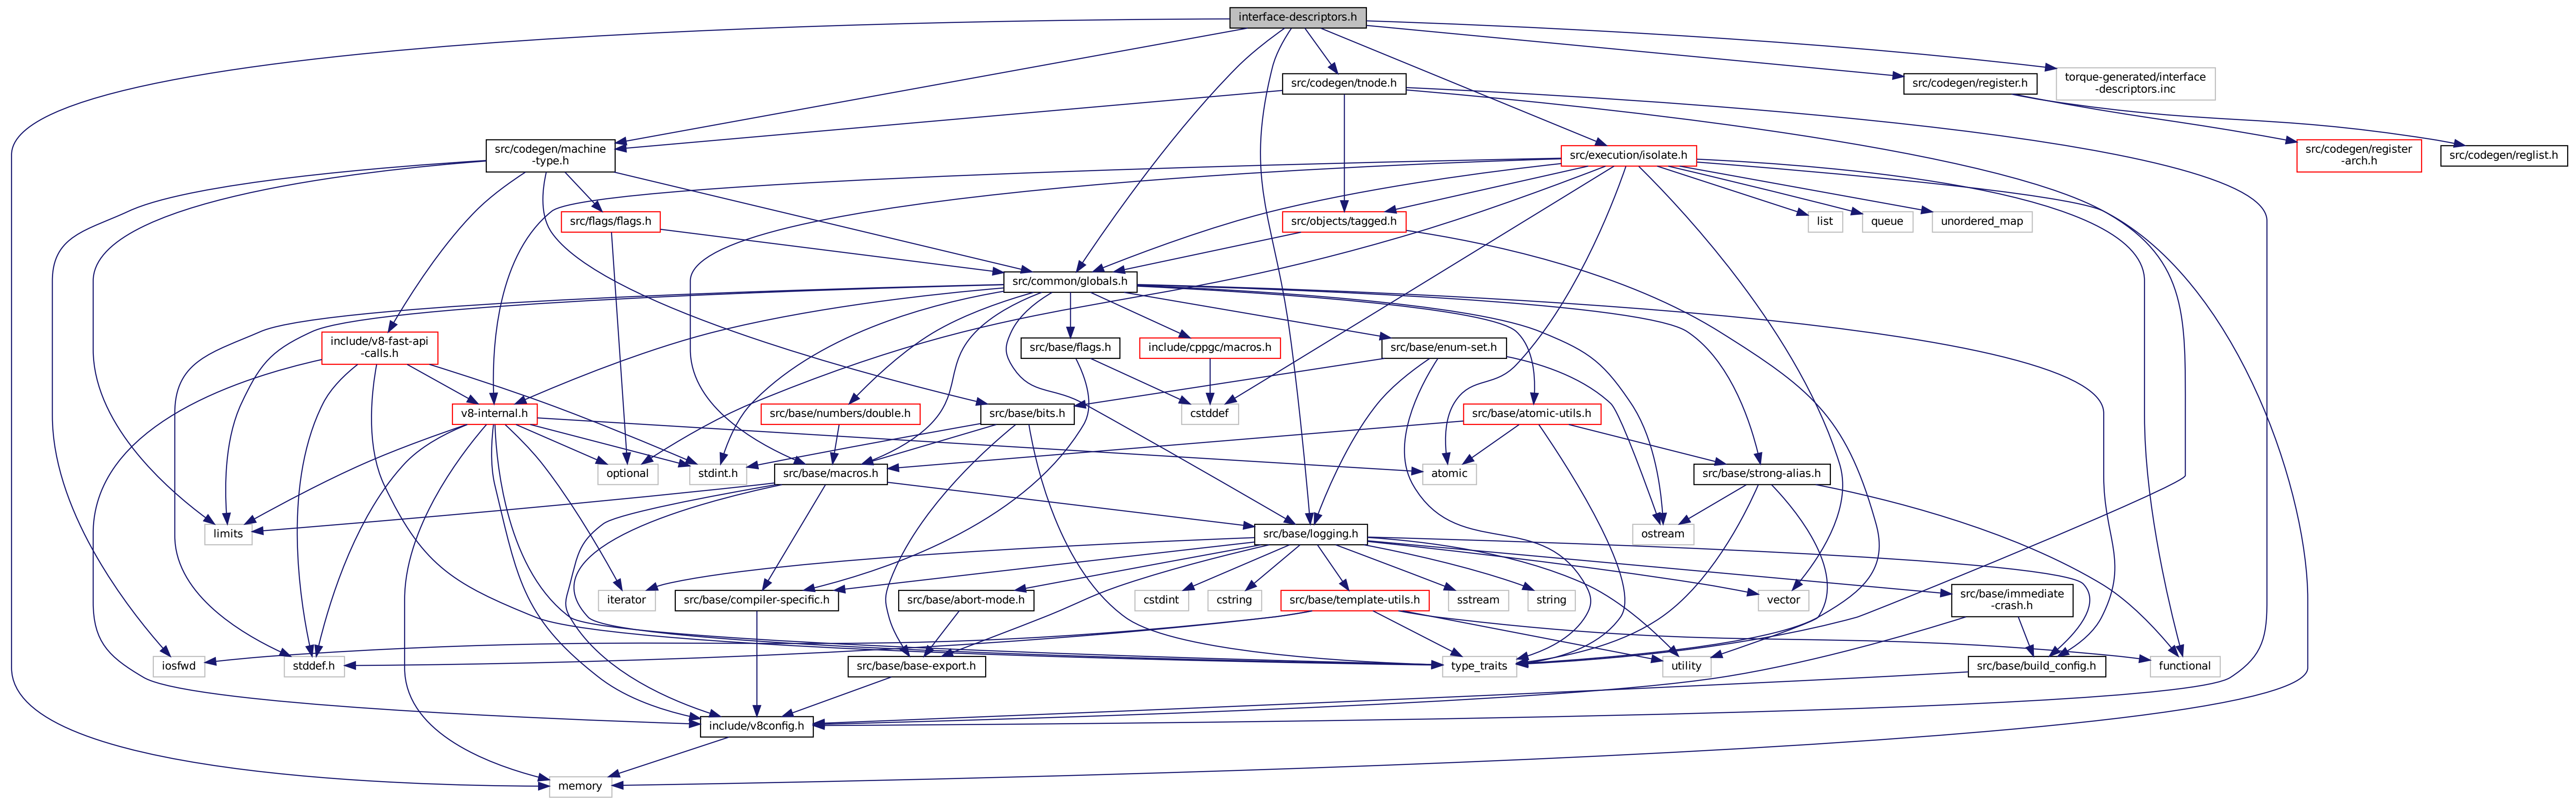 interface-descriptors.h
src/codegen/tnode.h
src/codegen/register.h
torque-generated/interface
-descriptors.inc
src/codegen/machine
-type.h
src/execution/isolate.h
src/codegen/register
-arch.h
src/codegen/reglist.h
src/flags/flags.h
src/objects/tagged.h
list
queue
unordered_map
src/common/globals.h
include/v8-fast-api
-calls.h
src/base/flags.h
include/cppgc/macros.h
src/base/enum-set.h
v8-internal.h
src/base/numbers/double.h
src/base/bits.h
cstddef
src/base/atomic-utils.h
optional
stdint.h
src/base/macros.h
atomic
src/base/strong-alias.h
limits
src/base/logging.h
ostream
iterator
src/base/compiler-specific.h
src/base/abort-mode.h
cstdint
cstring
src/base/template-utils.h
sstream
string
vector
src/base/immediate
-crash.h
iosfwd
stddef.h
src/base/base-export.h
type_traits
utility
src/base/build_config.h
functional
include/v8config.h
memory